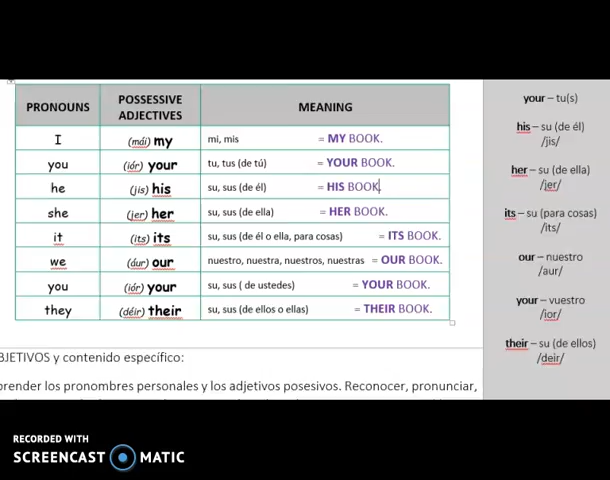 PRONOUNS POSSESSIVE ADJECTIVES MEANING
I (mái) my mi, mis = MY BOOK.
you (iór) your tu, tus (de tú) = YOUR BOOK.
he (jis) his su, sus (de él) = HIS BOOK
she (jer) her su, sus (de ella) = HER BOOK.
it (its) its su, sus (de él o ella, para cosas) = ITS BOOK.
we (áur) our nuestro, nuestra, nuestros, nuestras = OUR BOOK.
you (iór) your su, sus ( de ustedes) = YOUR BOOK.
they (déir) their su, sus (de ellos o ellas) = THEIR BOOK.
BJETIVOS y contenido específico:
prender los pronombres personales y los adjetivos posesivos. Reconocer, pronunciar,
your – tu(s)
his – su (de él)
/jis/
her – su (de ella)
/jer/
its – su (para cosas)
/its/
our – nuestro
/aur/
your – vuestro
/ior/
their – su (de ellos)
/deir/
RECORDED WITH
SCREENCAST MATIC